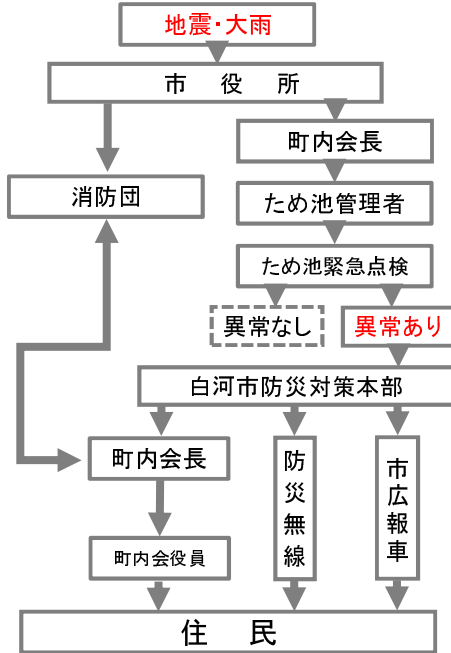 地震・大雨
市　役　所
町内会長
消防団
ため池管理者
ため池緊急点検
異常なし
異常あり
白河市防災対策本部
町内会長
防災無線
市広報車
町内会役員
住　民